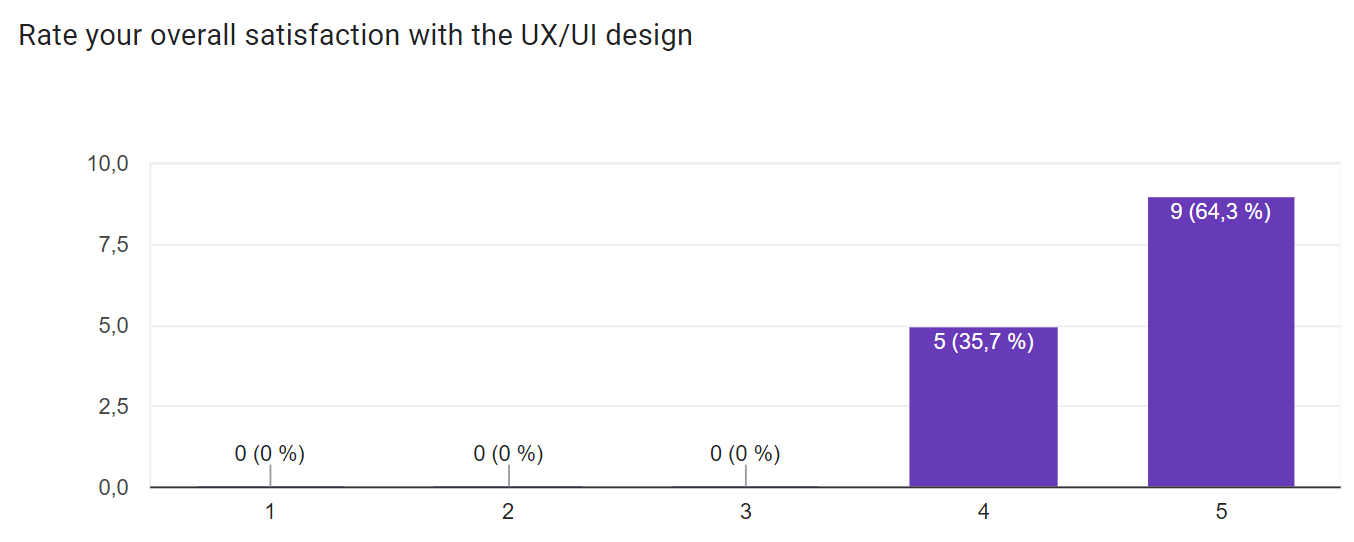 Rate your overall satisfaction with the UX/UI design
10,0
7,5
5,0
2,5
0,0
0 (0 %)
0 (0 %)
0 (0 %)
5 (35,7 %)
9 (64,3 %)
1 2 3 4 5